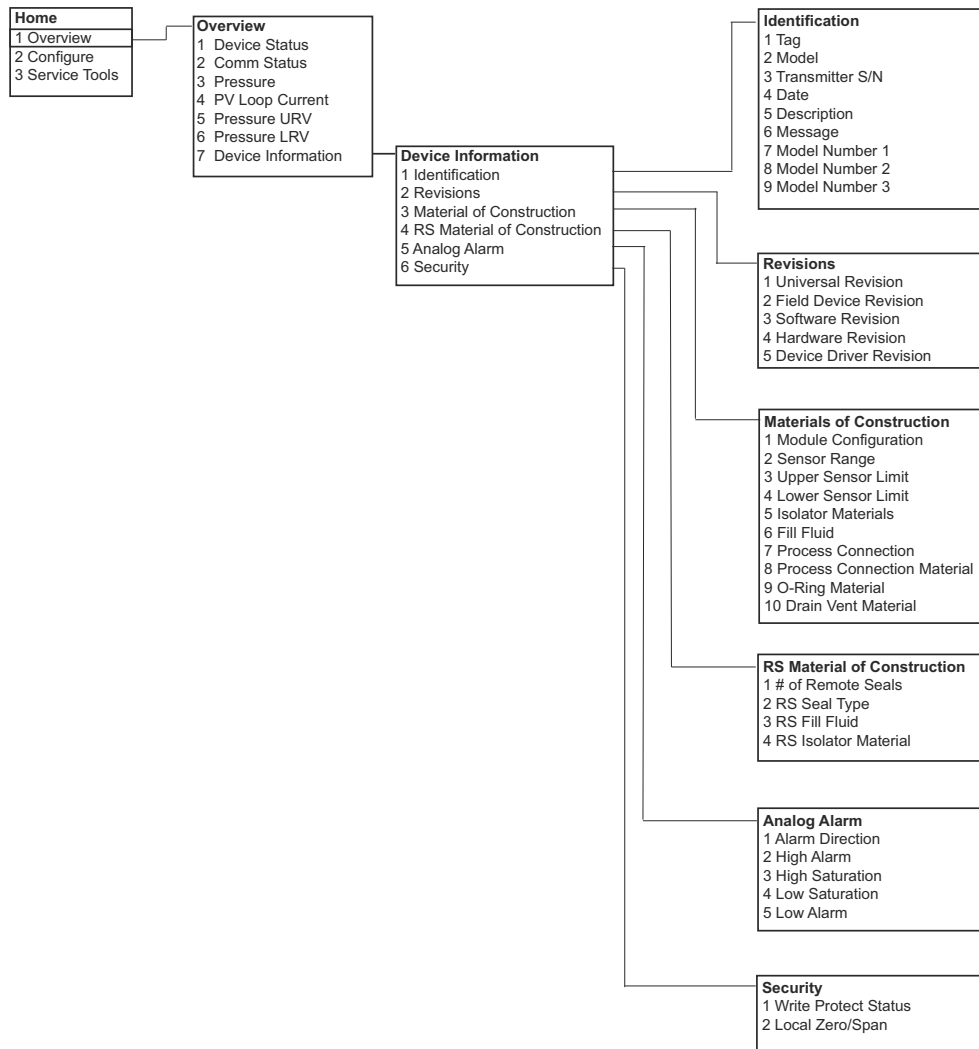 Home
1 Overview
2 Configure
3 Service Tools
Overview
1 Device Status
2 Comm Status
3 Pressure
4 PV Loop Current
5 Pressure URV
6 Pressure LRV
7 Device Information
Device Information
1 Identification
2 Revisions
3 Material of Construction
4 RS Material of Construction
5 Analog Alarm
6 Security
Identification
1 Tag
2 Model
3 Transmitter S/N
4 Date
5 Description
6 Message
7 Model Number 1
8 Model Number 2
9 Model Number 3
Revisions
1 Universal Revision
2 Field Device Revision
3 Software Revision
4 Hardware Revision
5 Device Driver Revision
Materials of Construction
1 Module Configuration
2 Sensor Range
3 Upper Sensor Limit
4 Lower Sensor Limit
5 Isolator Materials
6 Fill Fluid
7 Process Connection
8 Process Connection Material
9 O-Ring Material
10 Drain Vent Material
RS Material of Construction
1 # of Remote Seals
2 RS Seal Type
3 RS Fill Fluid
4 RS Isolator Material
Analog Alarm
1 Alarm Direction
2 High Alarm
3 High Saturation
4 Low Saturation
5 Low Alarm
Security
1 Write Protect Status
2 Local Zero/Span